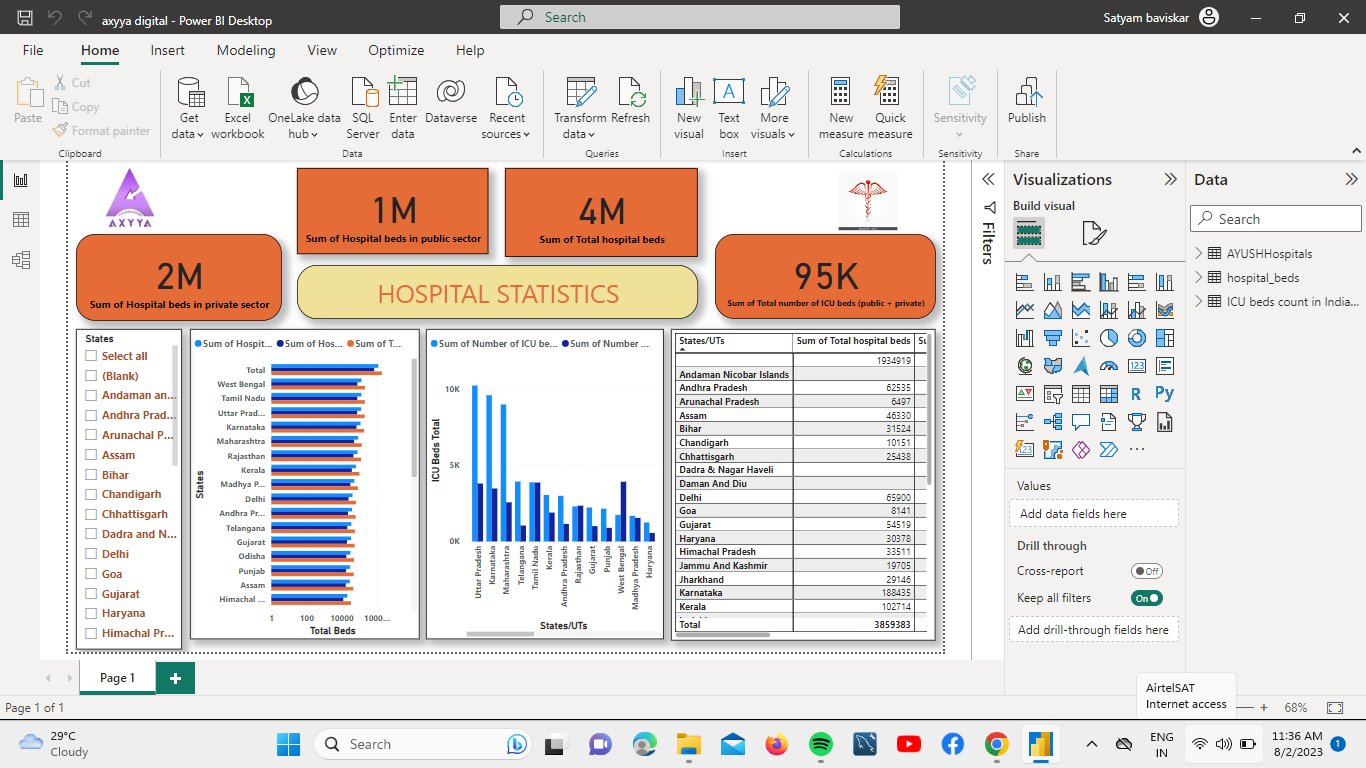 axyya digital - Power BI Desktop
Search
Satyam baviskar
File Home Insert Modeling View Optimize Help
Paste
Cut
Copy
Format painter
Clipboard
Get data
Excel workbook
OneLake data hub
SQL Server
Enter data
Dataverse
Recent sources
Data
Transform data
Refresh
Queries
New visual
Text box
More visuals
Insert
New measure
Quick measure
Calculations
Sensitivity
Sensitivity
Publish
Share
AXYYA
1M
Sum of Hospital beds in public sector
4M
Sum of Total hospital beds
2M
Sum of Hospital beds in private sector
HOSPITAL STATISTICS
95K
Sum of Total number of ICU beds (public + private)
States
Select all
(Blank)
Andaman an...
Andhra Prad...
Arunachal P...
Assam
Bihar
Chandigarh
Chhattisgarh
Dadra and N...
Delhi
Goa
Gujarat
Haryana
Himachal Pr...
Sum of Hospit... Sum of Hos... Sum of T...
States
Total
West Bengal
Tamil Nadu
Uttar Prad...
Karnataka
Maharashtra
Rajasthan
Kerala
Madhya P...
Delhi
Andhra Pr...
Telangana
Gujarat
Odisha
Punjab
Assam
Himachal ...
1 100 10000 1000...
Total Beds
Sum of Number of ICU be... Sum of Number ...
ICU Beds Total
10K
5K
0K
Uttar Pradesh
Karnataka
Maharashtra
Telangana
Tamil Nadu
Kerala
Andhra Pradesh
Rajasthan
Gujarat
Punjab
West Bengal
Madhya Pradesh
Haryana
States/UTs
States/UTs Sum of Total hospital beds Su
1934919
Andaman Nicobar Islands
Andhra Pradesh 62535
Arunachal Pradesh 6497
Assam 46330
Bihar 31524
Chandigarh 10151
Chhattisgarh 25438
Dadra & Nagar Haveli
Daman And Diu
Delhi 65900
Goa 8141
Gujarat 54519
Haryana 30378
Himachal Pradesh 33511
Jammu And Kashmir 19705
Jharkhand 29146
Karnataka 188435
Kerala 102714
Total 3859383
Filters
Visualizations
Build visual
Values
Add data fields here
Drill through
Cross-report Off
Keep all filters On
Add drill-through fields here
Data
Search
AYUSHHospitals
hospital_beds
ICU beds count in India...
Page 1
Page 1 of 1
68%
AirtelSAT
Internet access
29°C
Cloudy
Search
ENG
IN
11:36 AM
8/2/2023
1